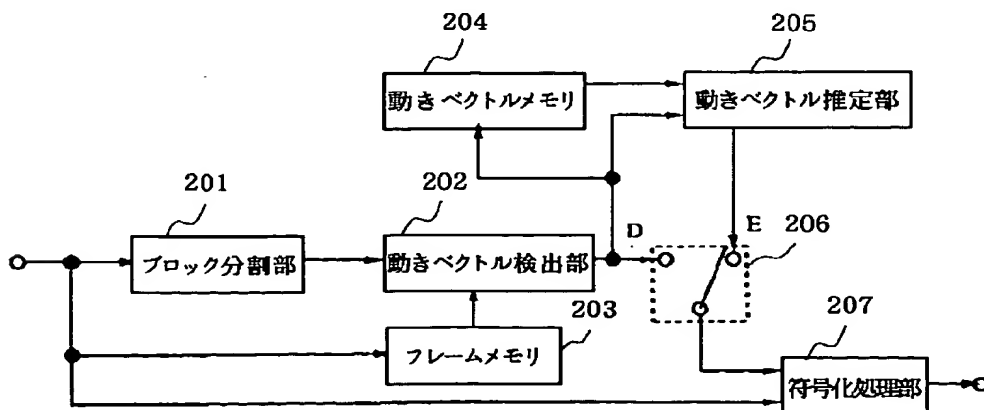 204
205
動きベクトルメモリ
動きベクトル推定部
201
202
D
E
206
ブロック分割部
動きベクトル検出部
203
207
フレームメモリ
符号化処理部